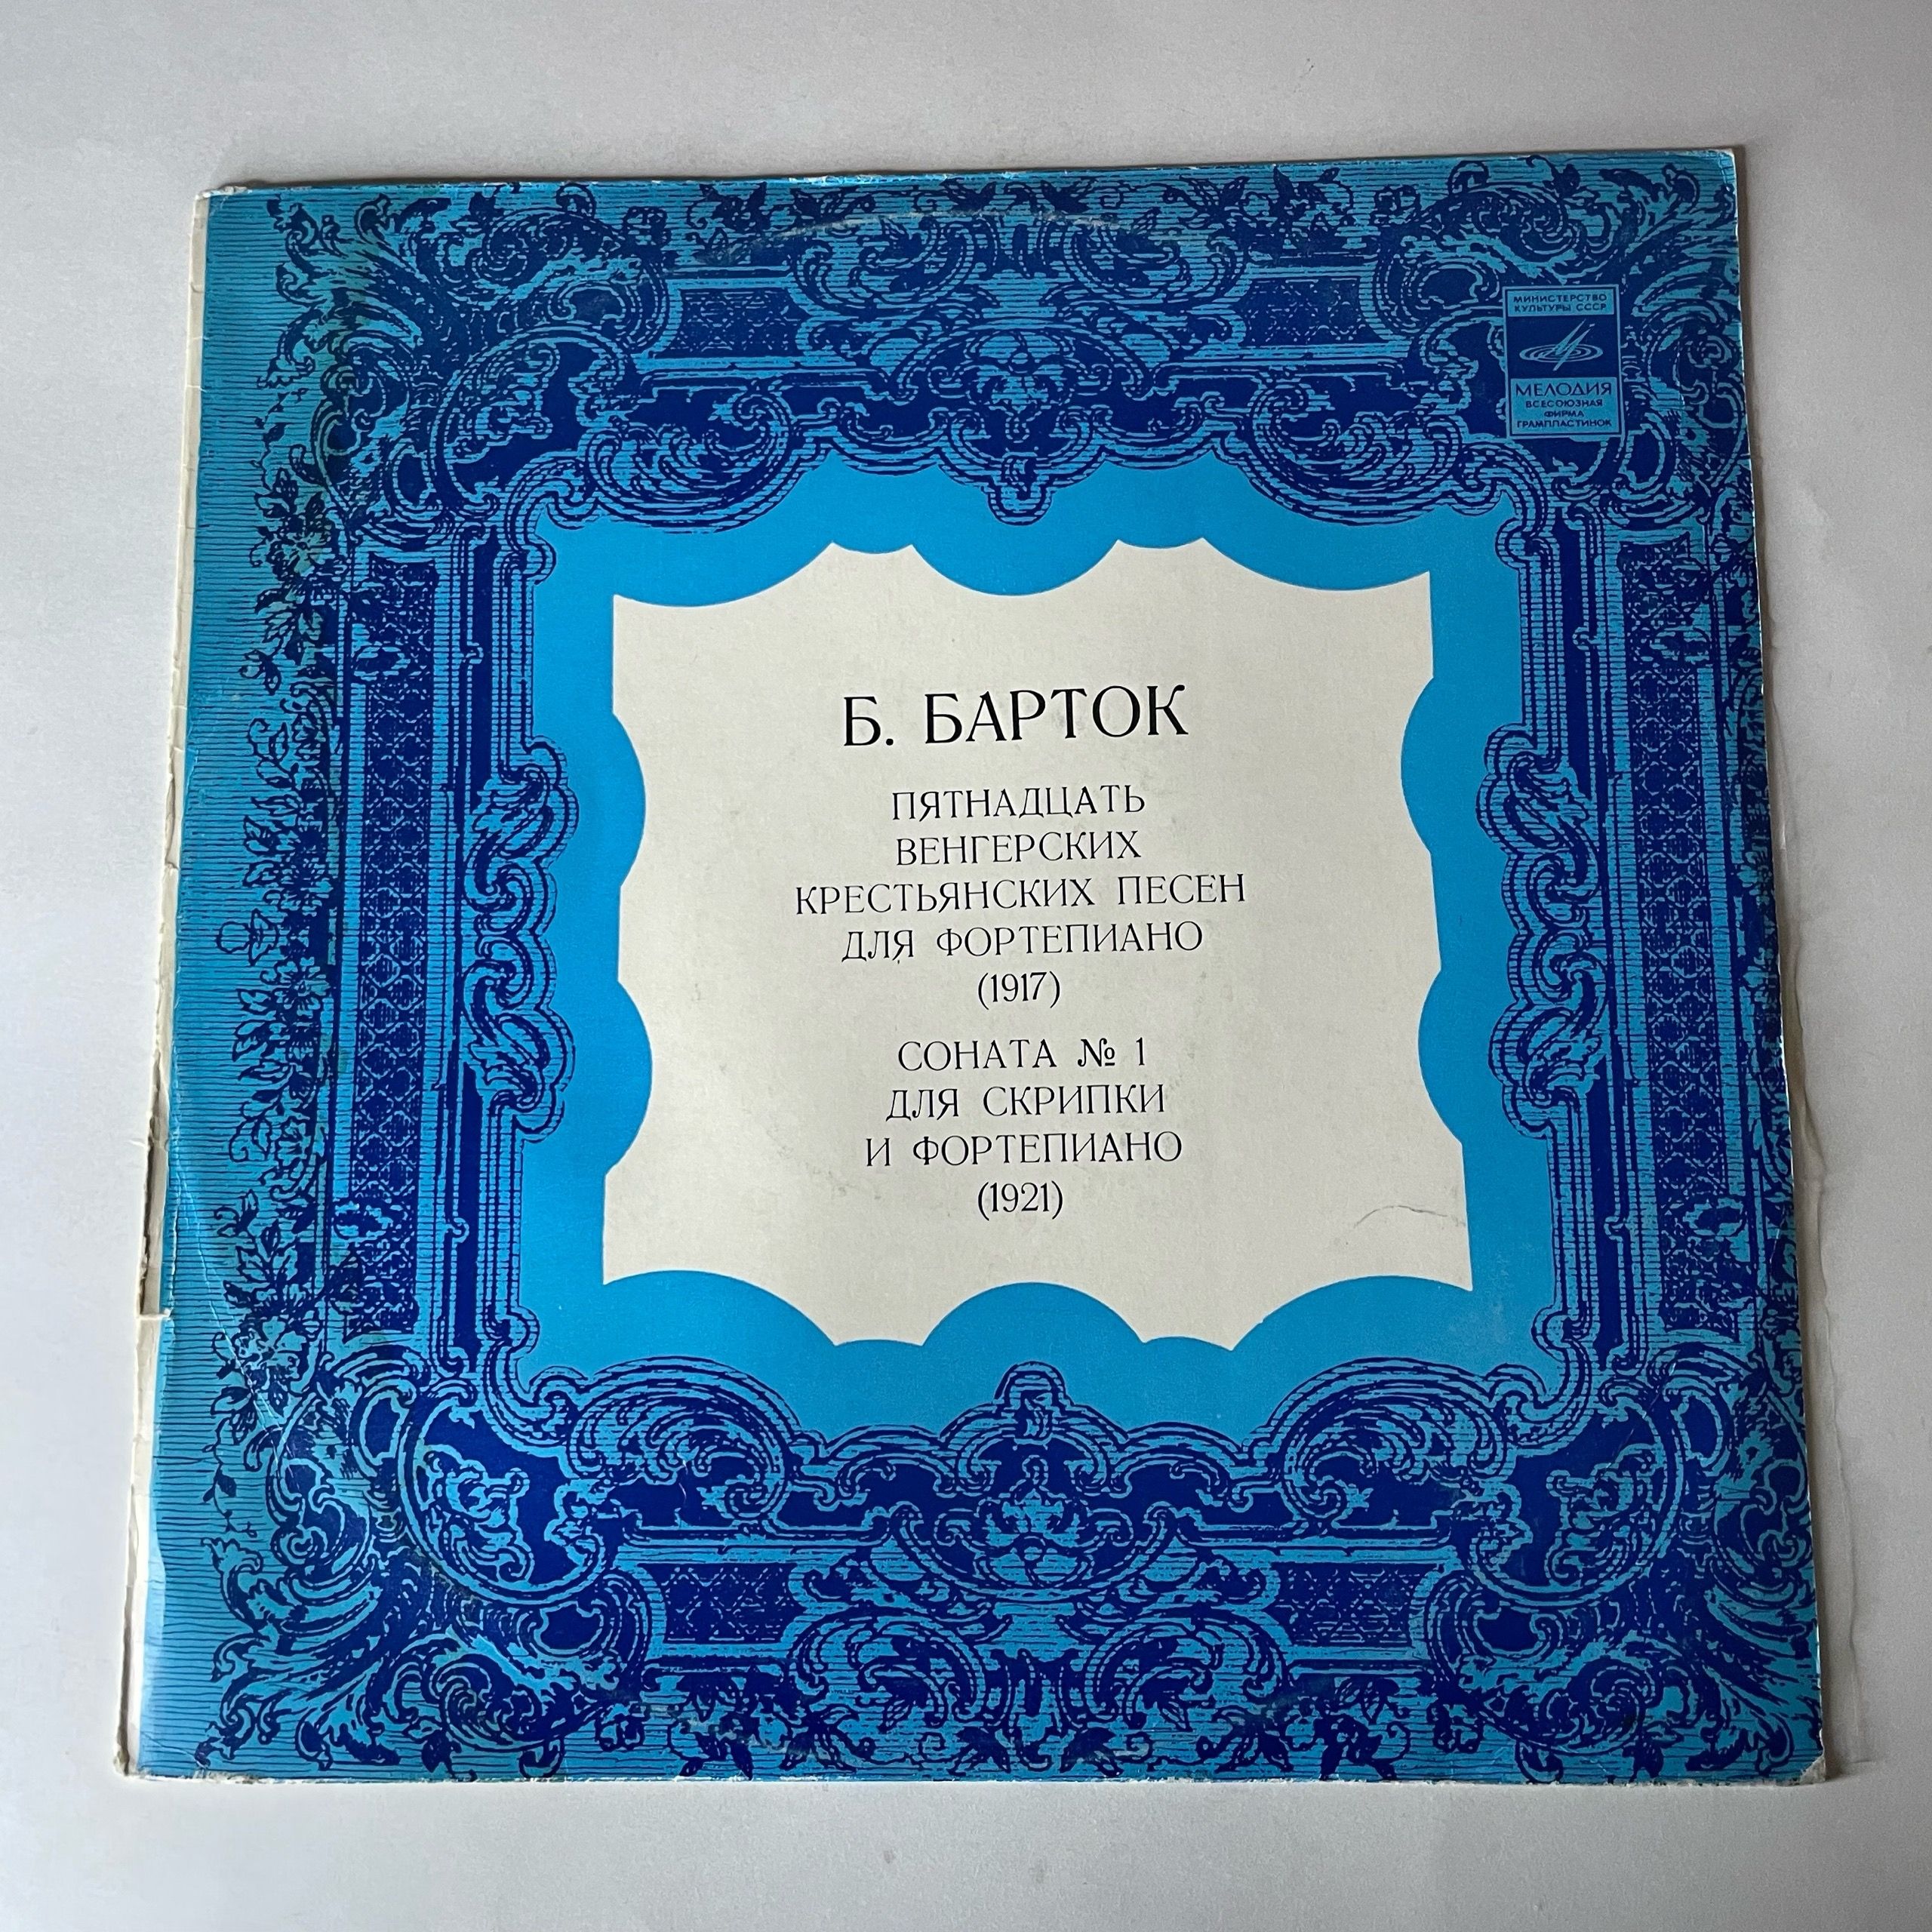 МИНИСТЕРСТВО
КУЛЬТУРЫ СССР
МЕЛОДИЯ
ВСЕСОЮЗНАЯ
ФИРМА
ГРАМПЛАСТИНОК
Б. БАРТОК
ПЯТНАДЦАТЬ
ВЕНГЕРСКИХ
КРЕСТЬЯНСКИХ ПЕСЕН
ДЛЯ ФОРТЕПИАНО
(1917)
СОНАТА № 1
ДЛЯ СКРИПКИ
И ФОРТЕПИАНО
(1921)